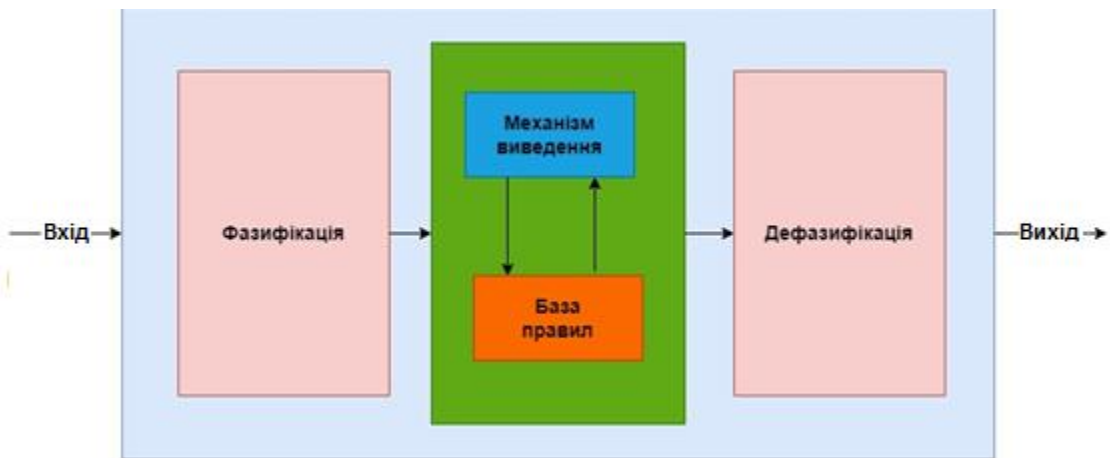 Вхід
Фазифікація
Механізм
виведення
База
правил
Дефазифікація
Вихід